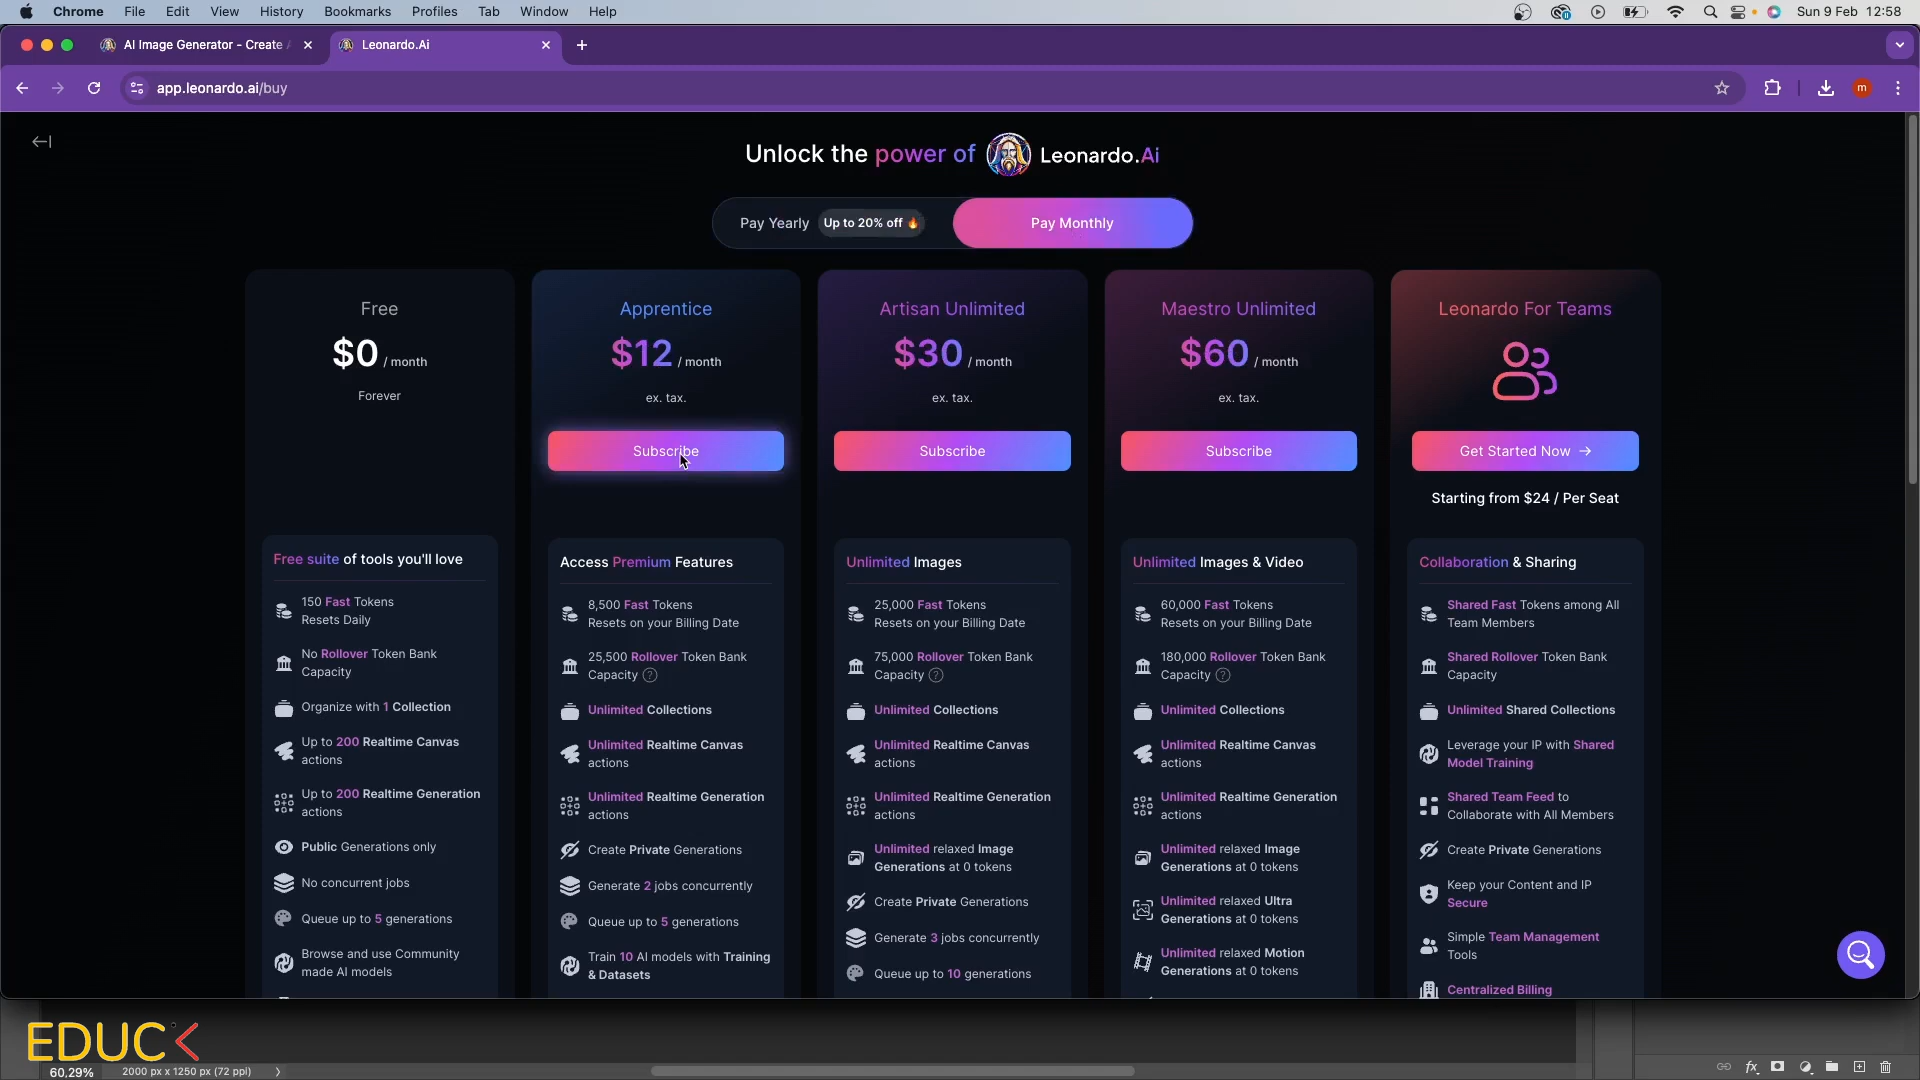 Chrome File Edit View History Bookmarks Profiles Tab Window Help Sun 9 Feb 12:58
AI Image Generator - Create Leonardo.Ai
app.leonardo.ai/buy m
Unlock the power of Leonardo.Ai
Pay Yearly Up to 20% off 🔥 Pay Monthly
Free
$0 / month
Forever
Free suite of tools you'll love
150 Fast Tokens
Resets Daily
No Rollover Token Bank
Capacity
Organize with 1 Collection
Up to 200 Realtime Canvas
actions
Up to 200 Realtime Generation
actions
Public Generations only
No concurrent jobs
Queue up to 5 generations
Browse and use Community
made AI models
Apprentice
$12 / month
ex. tax.
Subscribe
Access Premium Features
8,500 Fast Tokens
Resets on your Billing Date
25,500 Rollover Token Bank
Capacity ?
Unlimited Collections
Unlimited Realtime Canvas
actions
Unlimited Realtime Generation
actions
Create Private Generations
Generate 2 jobs concurrently
Queue up to 5 generations
Train 10 AI models with Training
& Datasets
Artisan Unlimited
$30 / month
ex. tax.
Subscribe
Unlimited Images
25,000 Fast Tokens
Resets on your Billing Date
75,000 Rollover Token Bank
Capacity ?
Unlimited Collections
Unlimited Realtime Canvas
actions
Unlimited Realtime Generation
actions
Unlimited relaxed Image
Generations at 0 tokens
Create Private Generations
Generate 3 jobs concurrently
Queue up to 10 generations
Maestro Unlimited
$60 / month
ex. tax.
Subscribe
Unlimited Images & Video
60,000 Fast Tokens
Resets on your Billing Date
180,000 Rollover Token Bank
Capacity ?
Unlimited Collections
Unlimited Realtime Canvas
actions
Unlimited Realtime Generation
actions
Unlimited relaxed Image
Generations at 0 tokens
Unlimited relaxed Ultra
Generations at 0 tokens
Unlimited relaxed Motion
Generations at 0 tokens
Leonardo For Teams
Get Started Now →
Starting from $24 / Per Seat
Collaboration & Sharing
Shared Fast Tokens among All
Team Members
Shared Rollover Token Bank
Capacity
Unlimited Shared Collections
Leverage your IP with Shared
Model Training
Shared Team Feed to
Collaborate with All Members
Create Private Generations
Keep your Content and IP
Secure
Simple Team Management
Tools
Centralized Billing
EDUC
60,29% 2000 px x 1250 px (72 ppi) fx